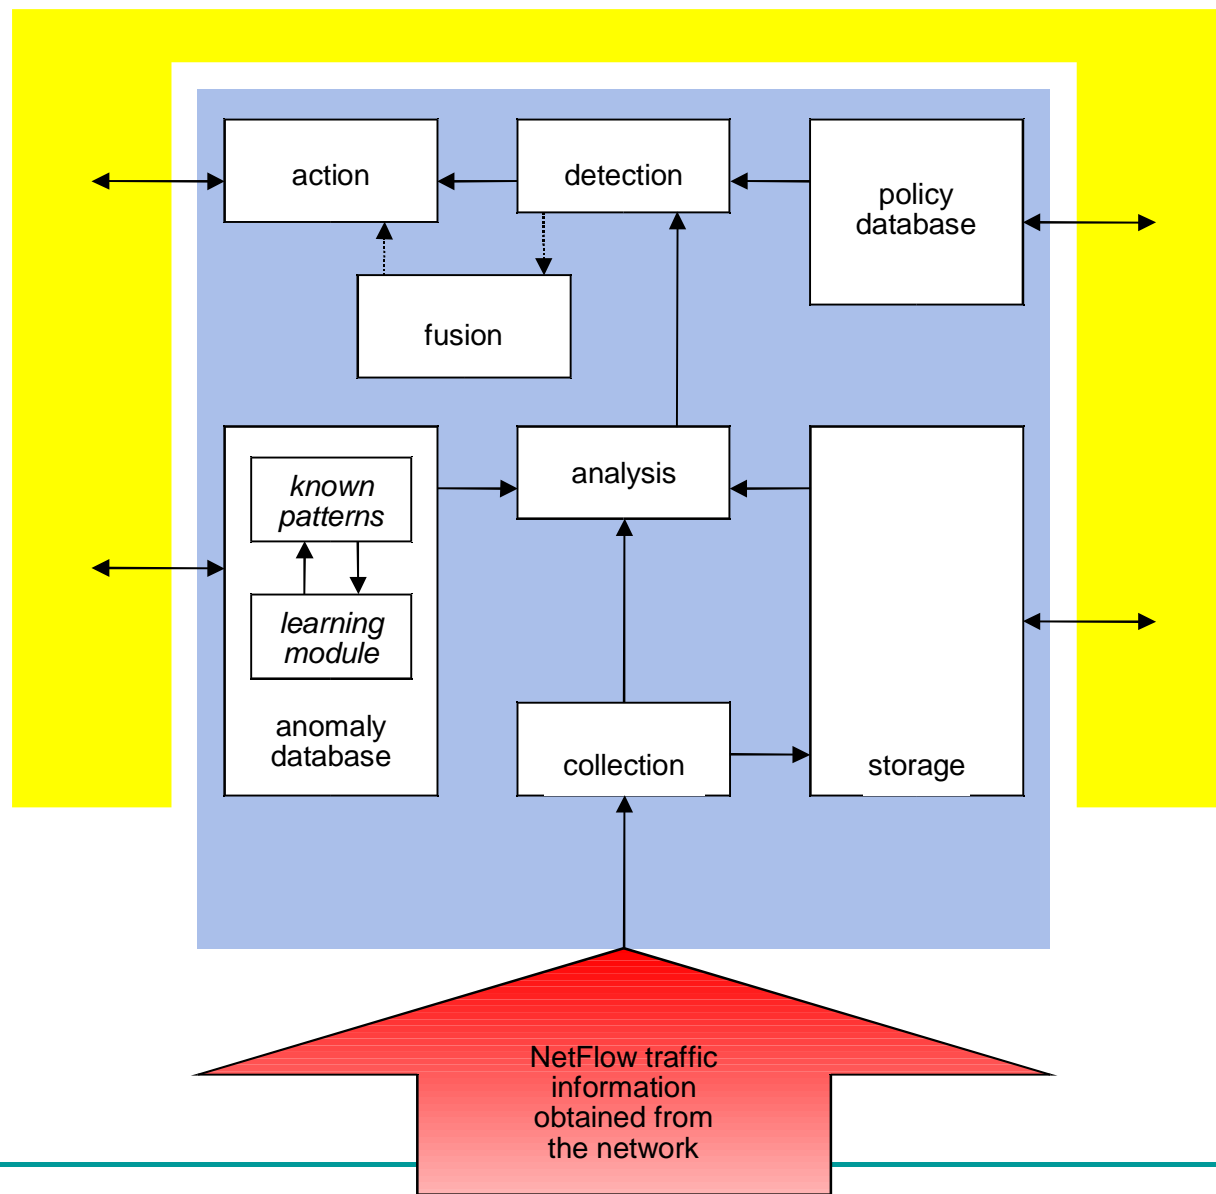 action
detection
policy
database
fusion
known
patterns
analysis
learning
module
anomaly
database
collection
storage
NetFlow traffic
information
obtained from
the network